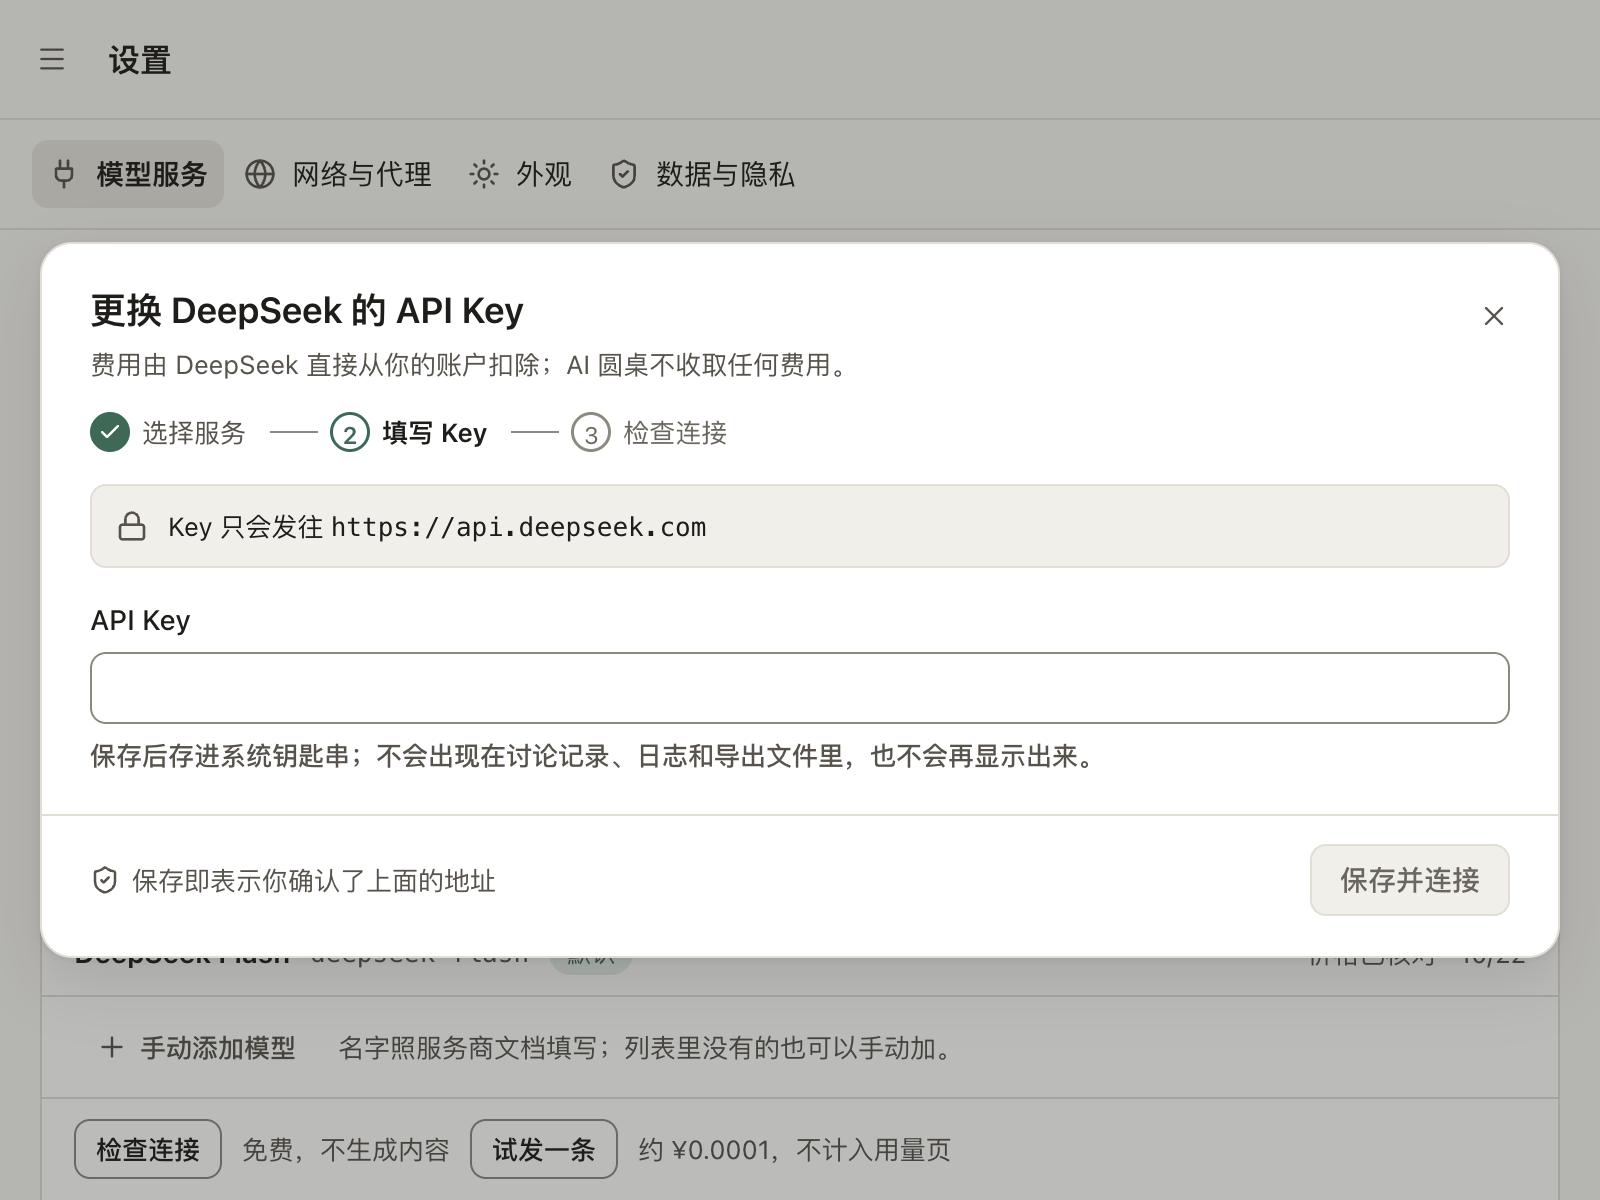 设置
模型服务 网络与代理 外观 数据与隐私
更换 DeepSeek 的 API Key
费用由 DeepSeek 直接从你的账户扣除；AI 圆桌不收取任何费用。
选择服务 2 填写 Key 3 检查连接
Key 只会发往 https://api.deepseek.com
API Key
保存后存进系统钥匙串；不会出现在讨论记录、日志和导出文件里，也不会再显示出来。
保存即表示你确认了上面的地址 保存并连接
DeepSeek Flash 默认
手动添加模型 名字照服务商文档填写；列表里没有的也可以手动加。
检查连接 免费，不生成内容 试发一条 约 ¥0.0001，不计入用量页